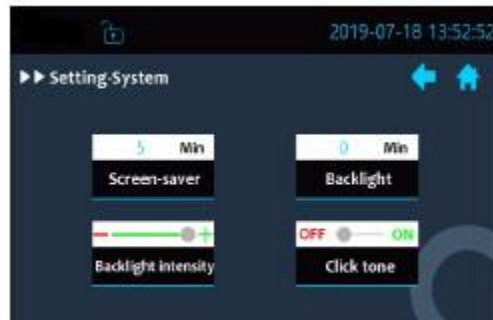 2019-07-18 13:52:52
Setting-System
5 Min
0 Min
Screen-saver
Backlight
OFF ON
Backlight intensity
Click tone